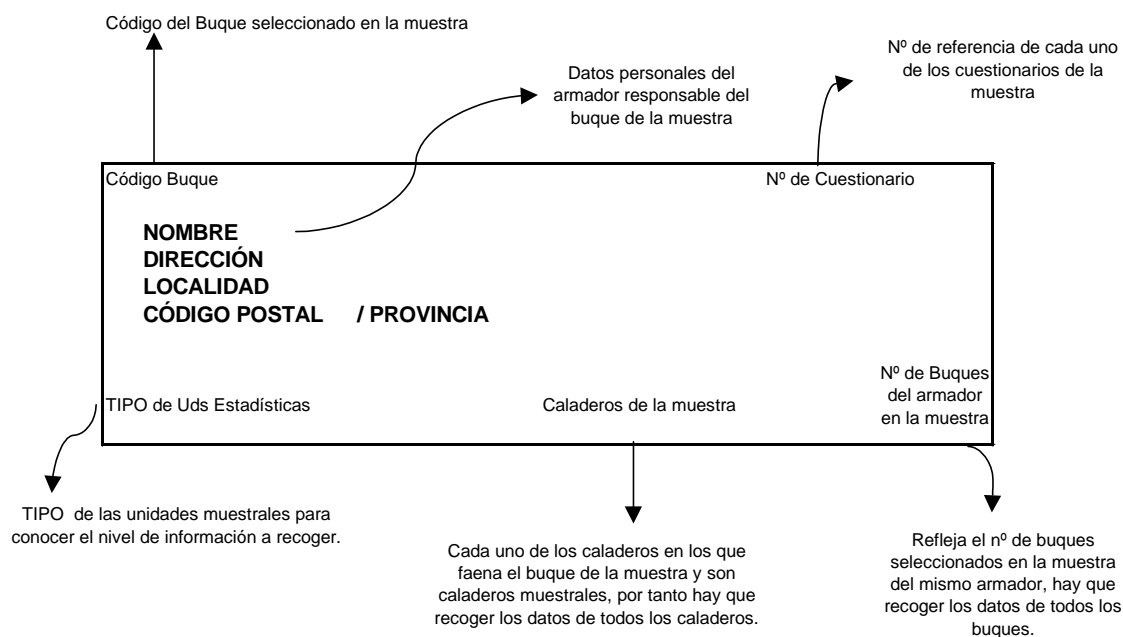 Código del Buque seleccionado en la muestra
Nº de referencia de cada uno
de los cuestionarios de la
muestra
Datos personales del
armador responsable del
buque de la muestra
Código Buque
Nº de Cuestionario
NOMBRE
DIRECCIÓN
LOCALIDAD
CÓDIGO POSTAL / PROVINCIA
TIPO de Uds Estadísticas
Caladeros de la muestra
Nº de Buques
del armador
en la muestra
TIPO de las unidades muestrales para
conocer el nivel de información a recoger.
Cada uno de los caladeros en los que
faena el buque de la muestra y son
caladeros muestrales, por tanto hay que
recoger los datos de todos los caladeros.
Refleja el nº de buques
seleccionados en la muestra
del mismo armador, hay que
recoger los datos de todos los
buques.